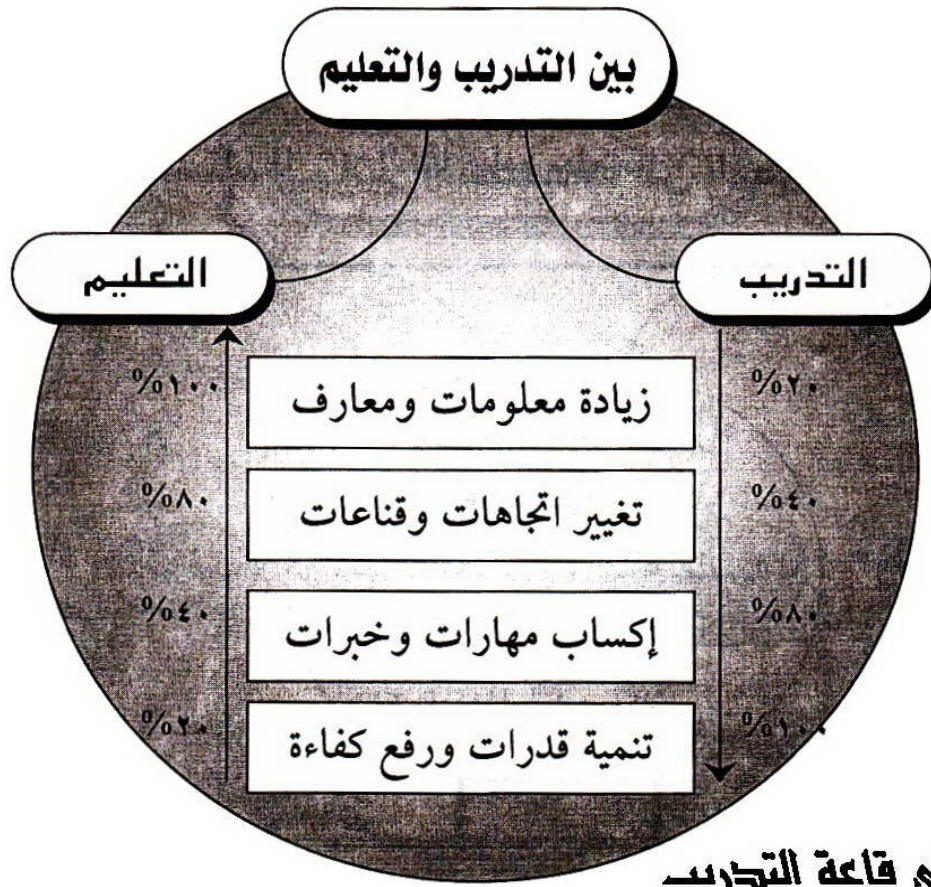 بين التدريب والتعليم
التدريب
التعليم
%٢٠
زيادة معلومات ومعارف
%١٠٠
%٤٠
تغيير اتجاهات وقناعات
%٨٠
%٨٠
إكساب مهارات وخبرات
%٤٠
%١٠٠
تنمية قدرات ورفع كفاءة
%٢٠
قاعة التدريب